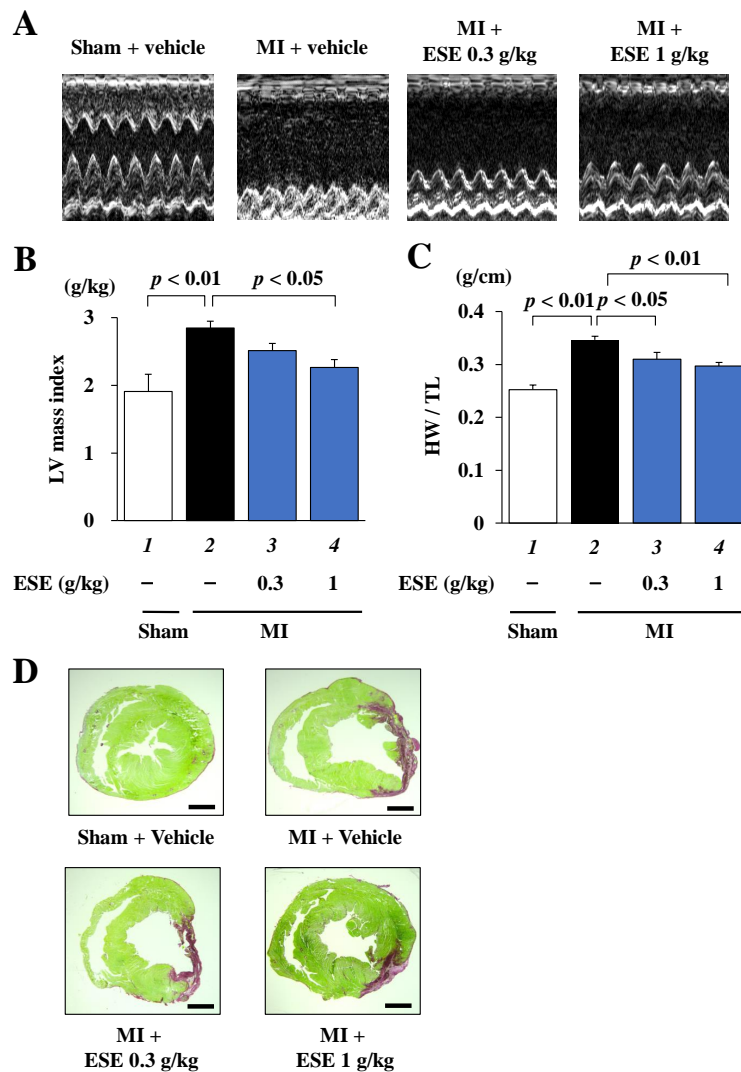 A
Sham + vehicle
MI + vehicle
MI +
ESE 0.3 g/kg
MI +
ESE 1 g/kg
B
(g/kg)
p < 0.01
p < 0.05
3
2
1
0
LV mass index
1
2
3
4
ESE (g/kg)
–
–
0.3
1
Sham
MI
C
(g/cm)
p < 0.01
p < 0.01
p < 0.05
0.4
0.3
0.2
0.1
0
HW / TL
1
2
3
4
ESE (g/kg)
–
–
0.3
1
Sham
MI
D
Sham + Vehicle
MI + Vehicle
MI +
ESE 0.3 g/kg
MI +
ESE 1 g/kg